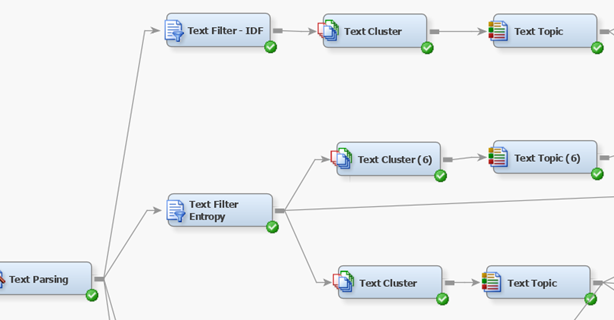 Text Filter - IDF
Text Cluster
Text Topic
Text Cluster (6)
Text Topic (6)
Text Filter
Entropy
Text Parsing
Text Cluster
Text Topic